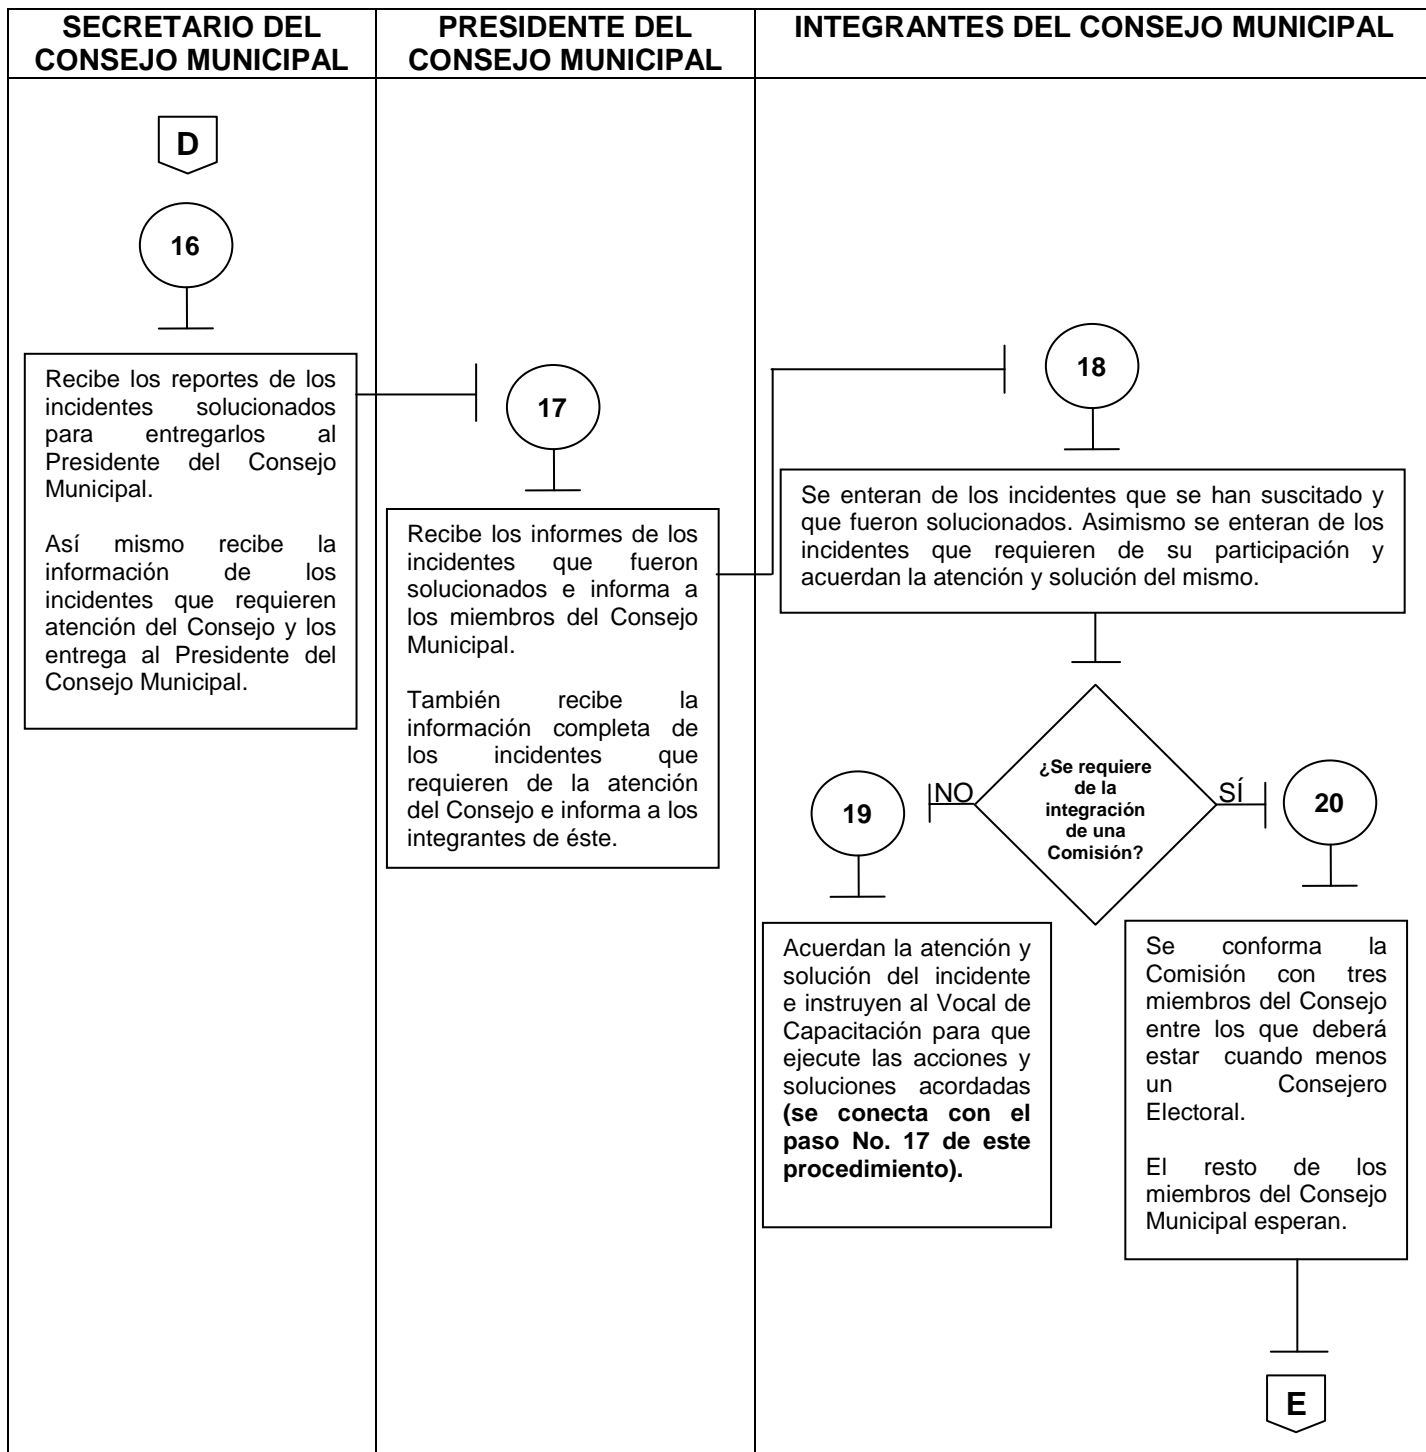 SECRETARIO DEL
CONSEJO MUNICIPAL
PRESIDENTE DEL
CONSEJO MUNICIPAL
INTEGRANTES DEL CONSEJO MUNICIPAL
D
16
Recibe los reportes de los
incidentes solucionados
para entregarlos al
Presidente del Consejo
Municipal.
Así mismo recibe la
información de los
incidentes que requieren
atención del Consejo y los
entrega al Presidente del
Consejo Municipal.
17
Recibe los informes de los
incidentes que fueron
solucionados e informa a
los miembros del Consejo
Municipal.
También recibe la
información completa de
los incidentes que
requieren de la atención
del Consejo e informa a los
integrantes de éste.
18
Se enteran de los incidentes que se han suscitado y
que fueron solucionados. Asimismo se enteran de los
incidentes que requieren de su participación y
acuerdan la atención y solución del mismo.
¿Se requiere
de la
integración
de una
Comisión?
NO
SÍ
19
Acuerdan la atención y
solución del incidente
e instruyen al Vocal de
Capacitación para que
ejecute las acciones y
soluciones acordadas
(se conecta con el
paso No. 17 de este
procedimiento).
20
Se conforma la
Comisión con tres
miembros del Consejo
entre los que deberá
estar cuando menos
un Consejero
Electoral.
El resto de los
miembros del Consejo
Municipal esperan.
E